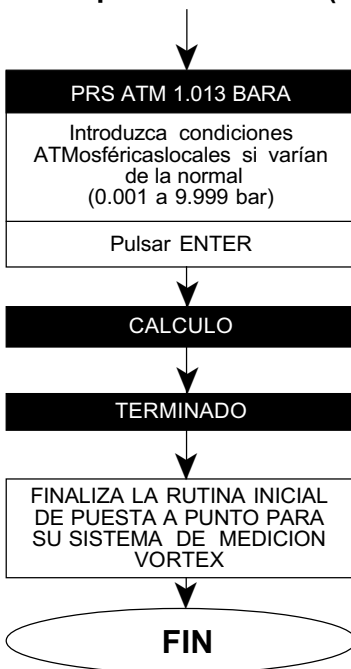 PRS ATM 1.013 BARA
Introduzca condiciones
ATMosféricaslocales si varían
de la normal
(0.001 a 9.999 bar)
Pulsar ENTER
CALCULO
TERMINADO
FINALIZA LA RUTINA INICIAL
DE PUESTA A PUNTO PARA
SU SISTEMA DE MEDICION
VORTEX
FIN